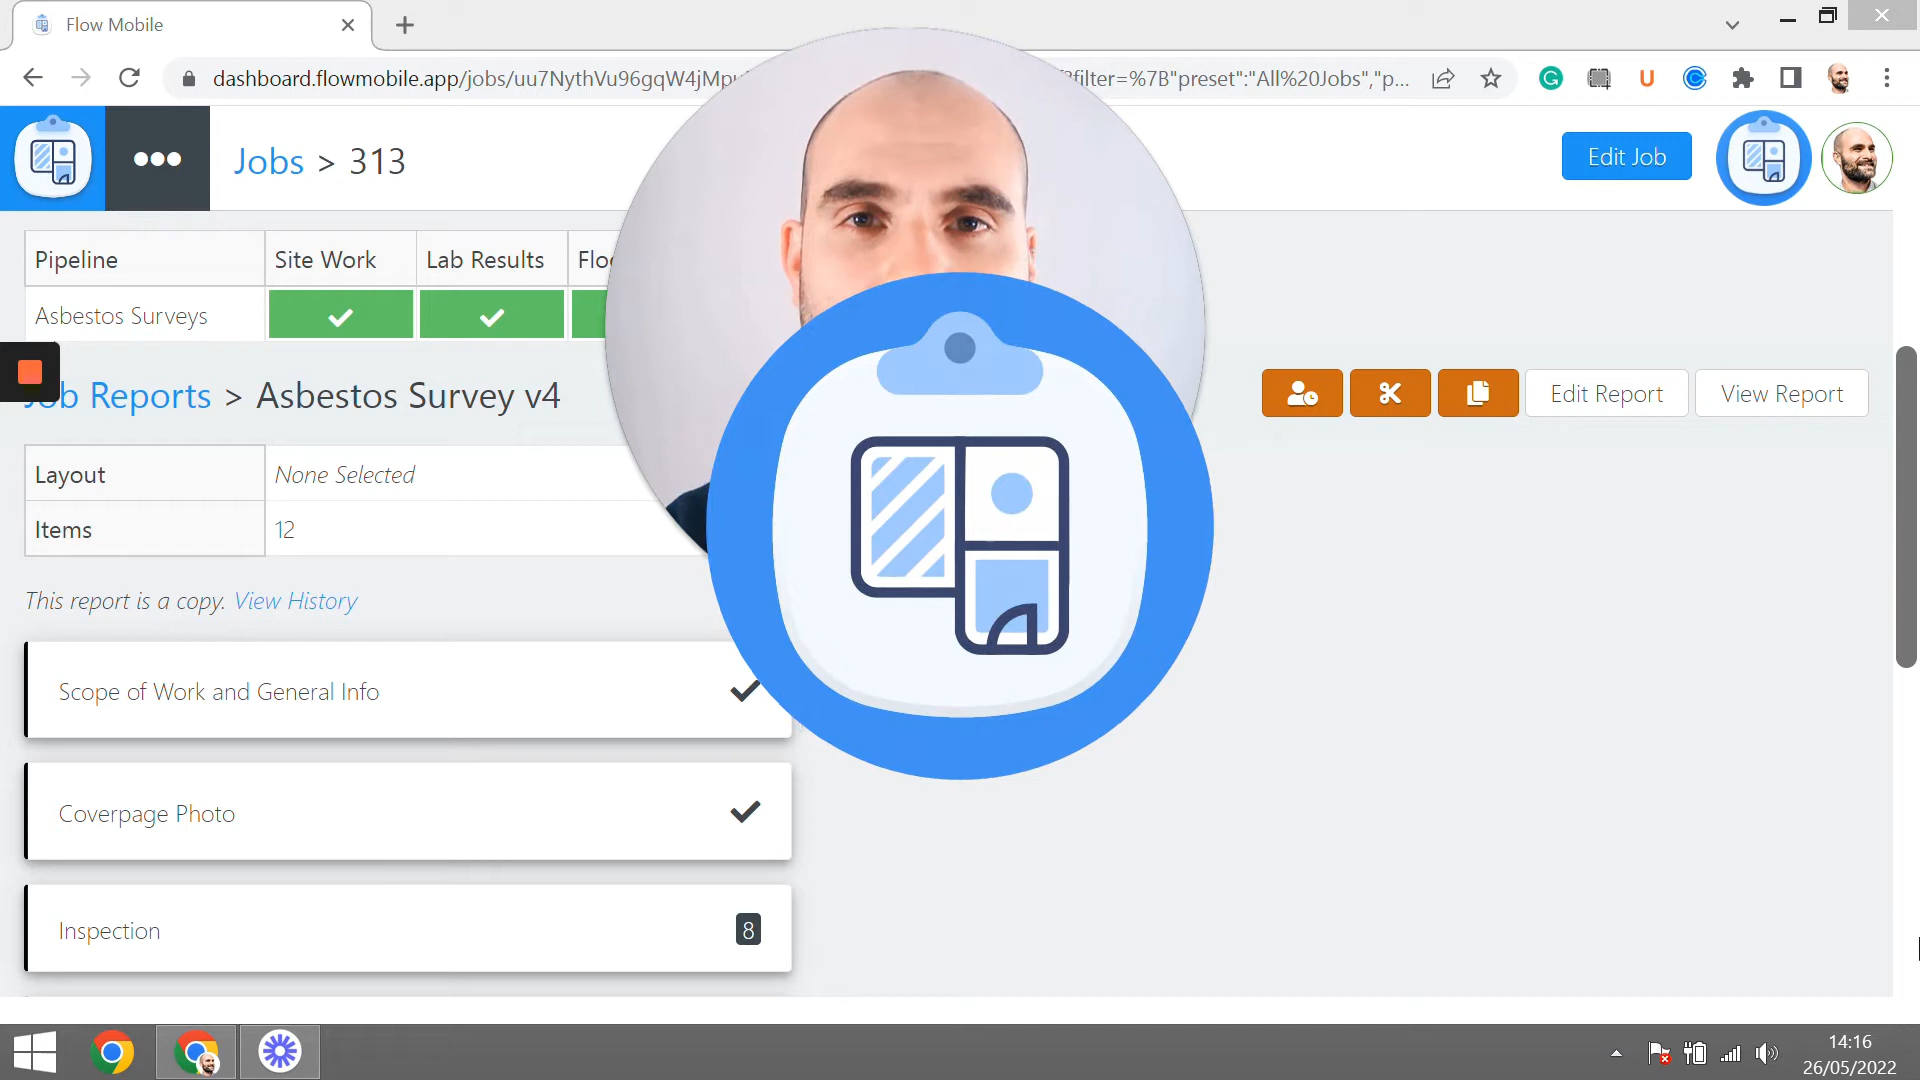 Flow Mobile
dashboard.flowmobile.app/jobs/uu7NythVu96gqW4jMpu
filter=%7B"preset":"All%20Jobs","p...
Jobs > 313
Edit Job
Pipeline Site Work Lab Results
Asbestos Surveys
Job Reports > Asbestos Survey v4
Edit Report View Report
Layout None Selected
Items 12
This report is a copy. View History
Scope of Work and General Info
Coverpage Photo
Inspection 8
14:16
26/05/2022